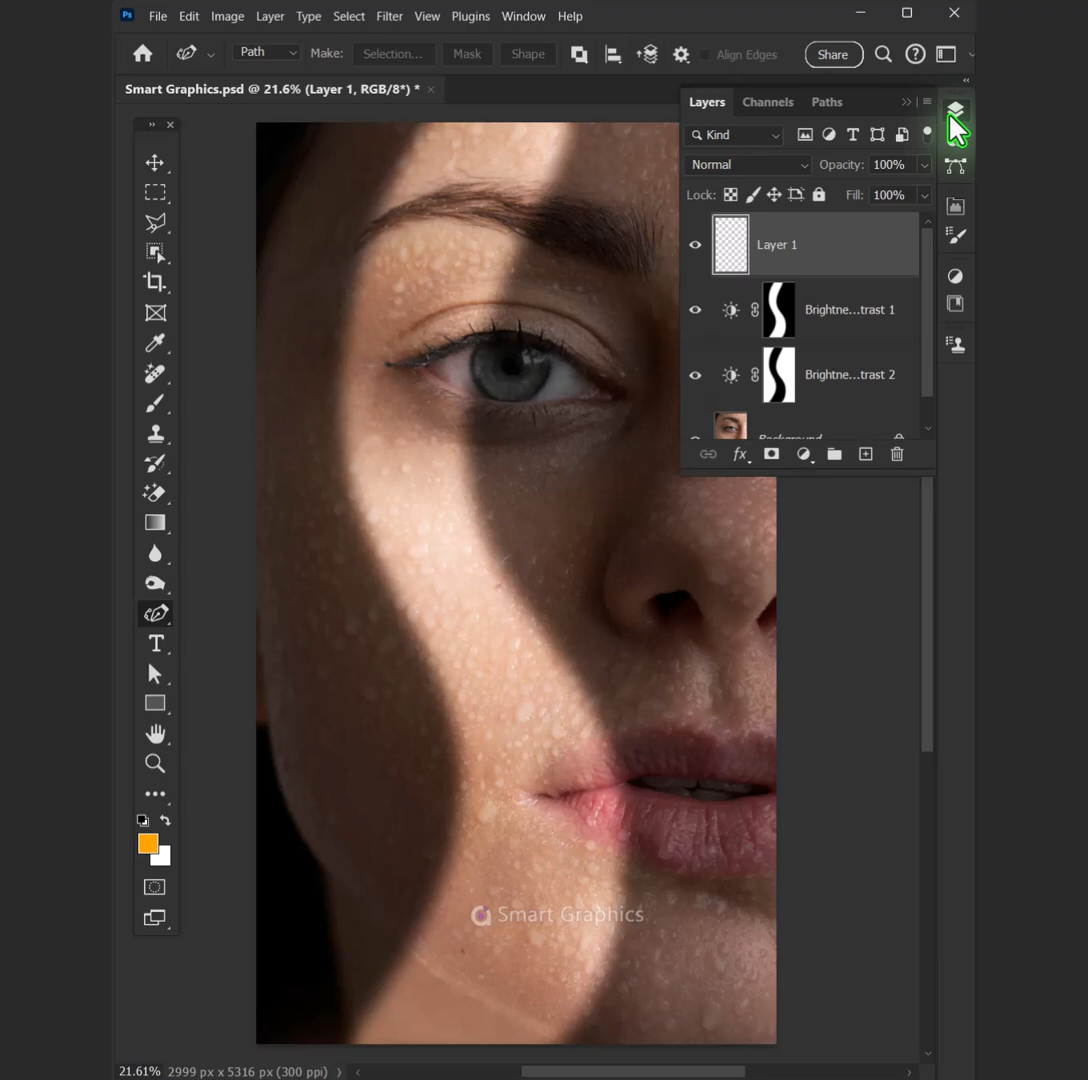 Ps File Edit Image Layer Type Select Filter View Plugins Window Help
Path Make: Selection... Mask Shape Align Edges Share
Smart Graphics.psd @ 21.6% (Layer 1, RGB/8*) *
Layers Channels Paths
Kind
Normal Opacity: 100%
Lock: Fill: 100%
Layer 1
Brightne...trast 1
Brightne...trast 2
Background
Smart Graphics
21.61% 2999 px x 5316 px (300 ppi)